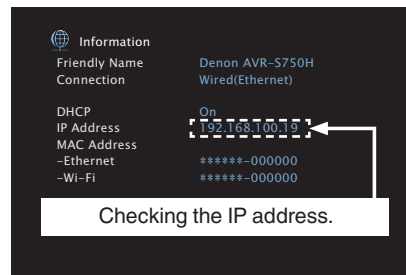 Information
Friendly Name Denon AVR-S750H
Connection Wired(Ethernet)
DHCP On
IP Address 192.168.100.19
MAC Address
-Ethernet ******-000000
-Wi-Fi ******-000000
Checking the IP address.